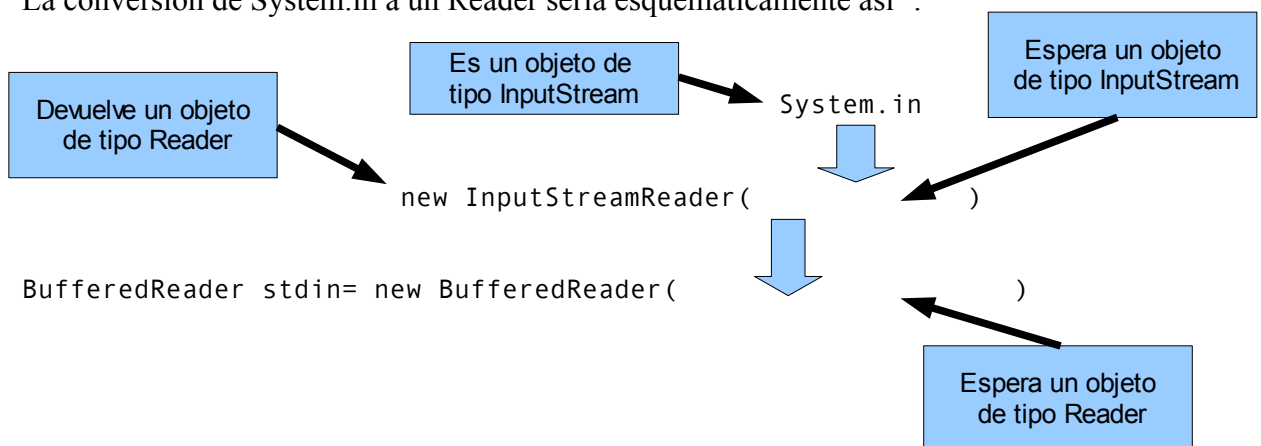 La conversión de System.in a un Reader sería esquemáticamente así :
Espera un objeto
de tipo InputStream
Es un objeto de
tipo InputStream
Devuelve un objeto
de tipo Reader
System.in
new InputStreamReader( )
BufferedReader stdin= new BufferedReader( )
Espera un objeto
de tipo Reader